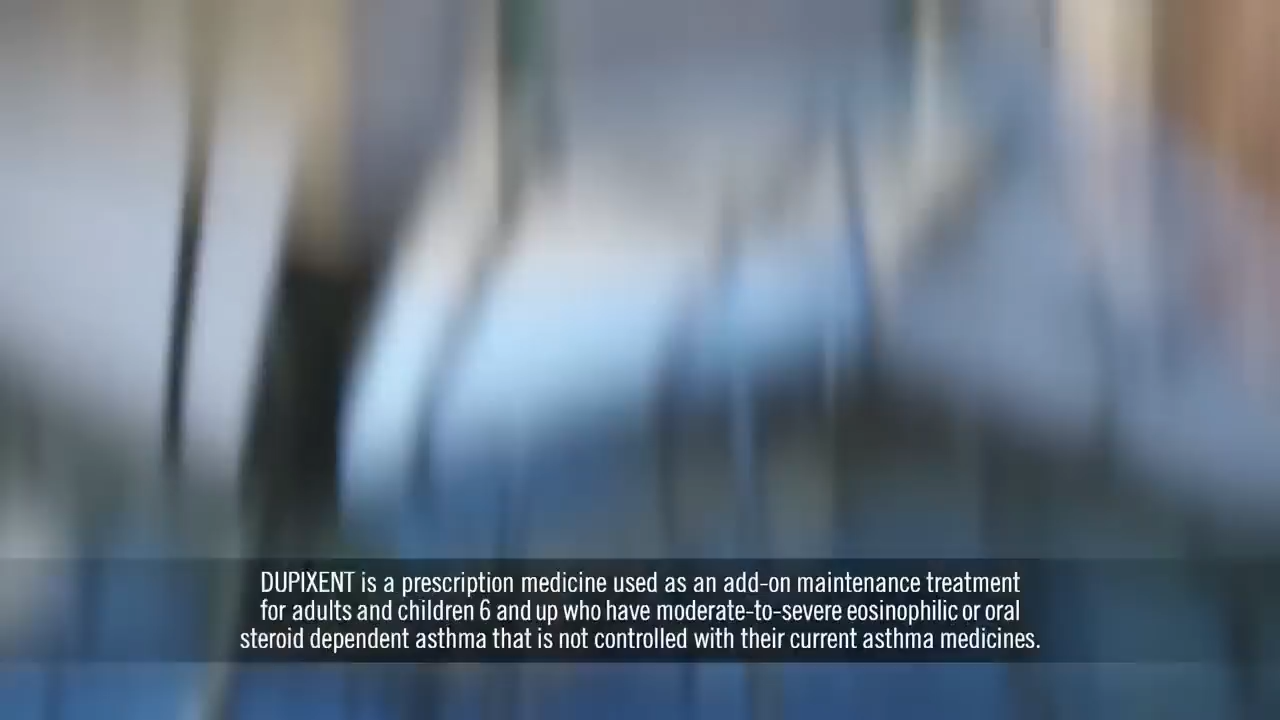 DUPIXENT is a prescription medicine used as an add-on maintenance treatment
for adults and children 6 and up who have moderate-to-severe eosinophilic or oral
steroid dependent asthma that is not controlled with their current asthma medicines.